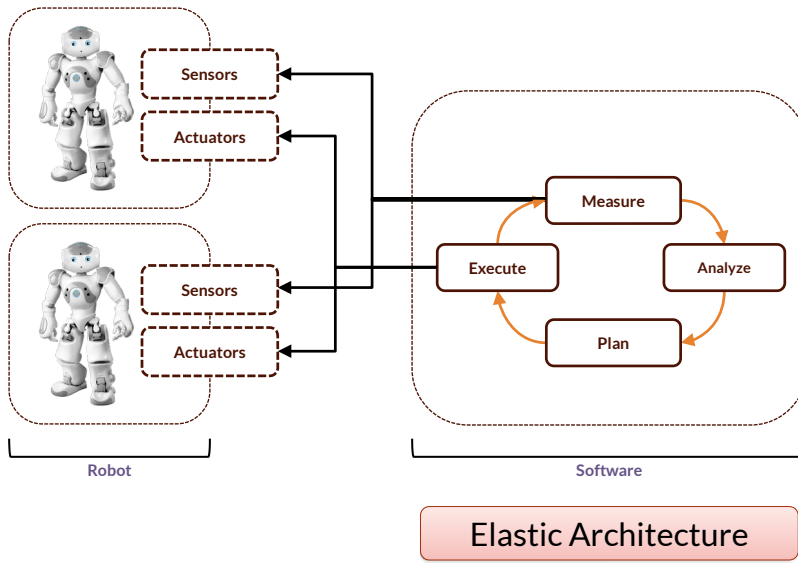 Sensors
Actuators
Measure
Execute
Analyze
Sensors
Plan
Actuators
Robot
Software
Elastic Architecture